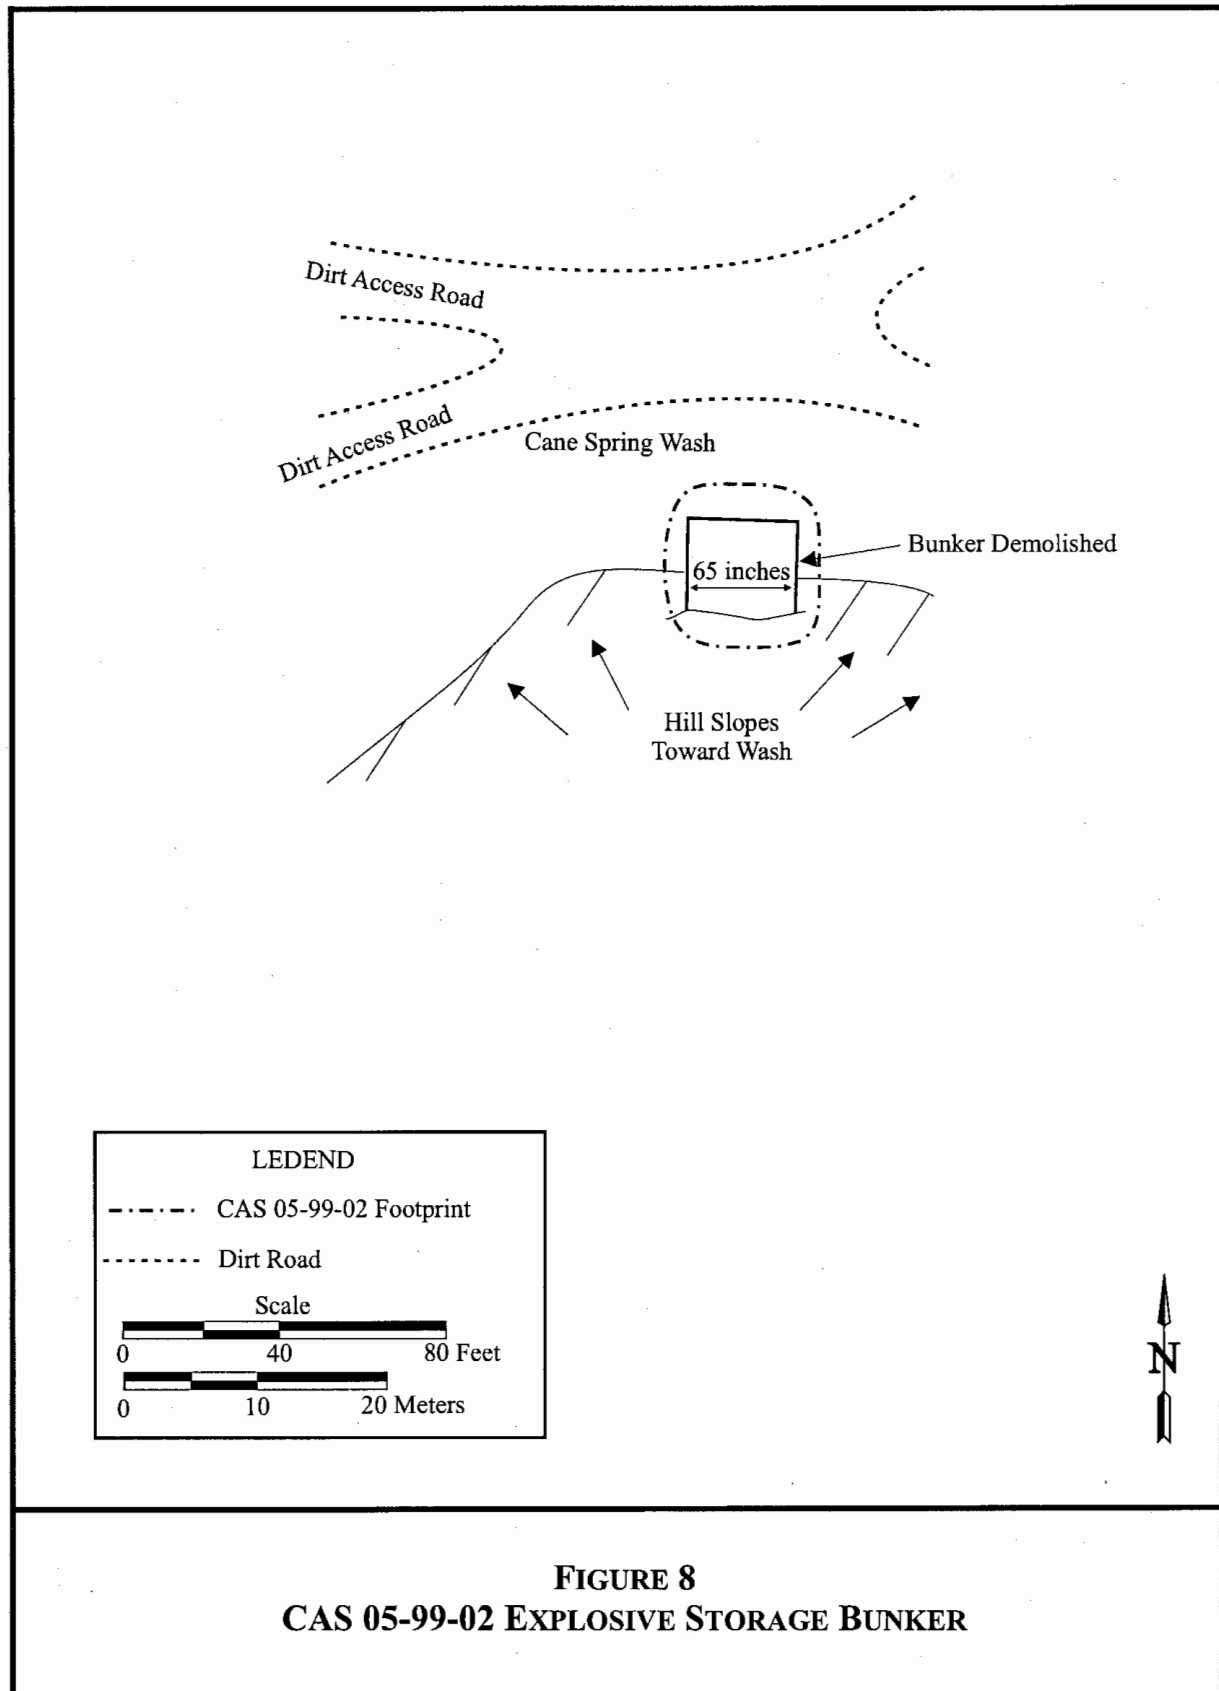 Dirt Access Road
Dirt Access Road
Cane Spring Wash
Bunker Demolished
65 inches
Hill Slopes
Toward Wash
LEDEND
CAS 05-99-02 Footprint
Dirt Road
Scale
0 40 80 Feet
0 10 20 Meters
N
FIGURE 8
CAS 05-99-02 EXPLOSIVE STORAGE BUNKER